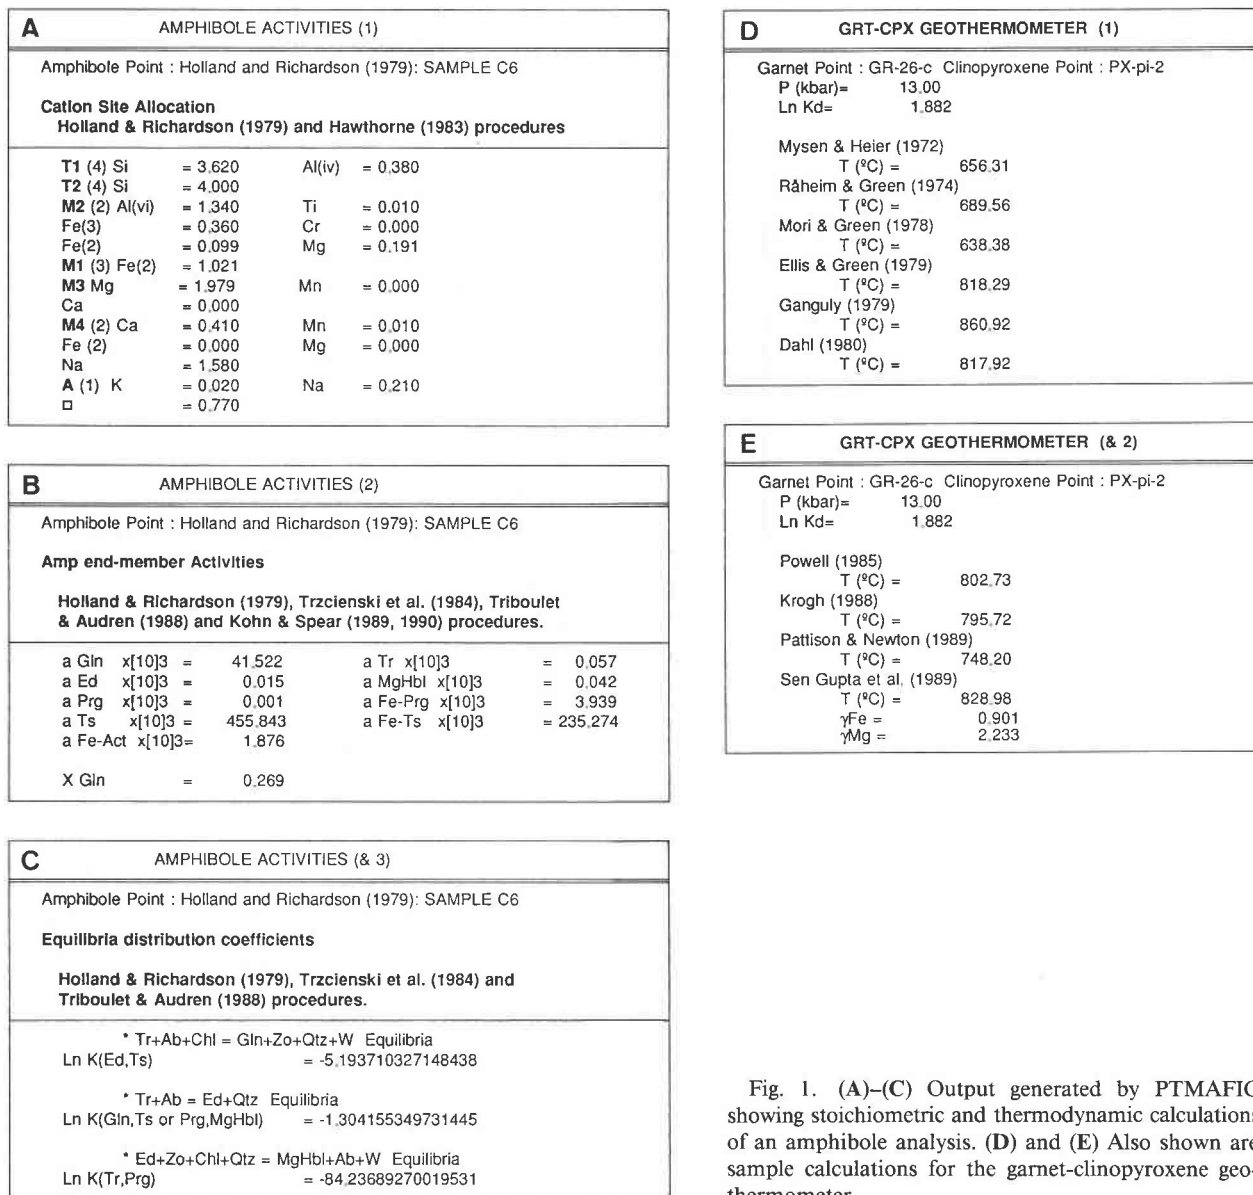 A AMPHIBOLE ACTIVITIES (1)
Amphibole Point : Holland and Richardson (1979): SAMPLE C6
Cation Site Allocation
Holland & Richardson (1979) and Hawthorne (1983) procedures
T1 (4) Si = 3.620 Al(iv) = 0.380
T2 (4) Si = 4.000
M2 (2) Al(vi) = 1.340 Ti = 0.010
Fe(3) = 0.360 Cr = 0.000
Fe(2) = 0.099 Mg = 0.191
M1 (3) Fe(2) = 1.021
M3 Mg = 1.979 Mn = 0.000
Ca = 0.000
M4 (2) Ca = 0.410 Mn = 0.010
Fe (2) = 0.000 Mg = 0.000
Na = 1.580
A (1) K = 0.020 Na = 0.210
□ = 0.770
B AMPHIBOLE ACTIVITIES (2)
Amphibole Point : Holland and Richardson (1979): SAMPLE C6
Amp end-member Activities
Holland & Richardson (1979), Trzcienski et al. (1984), Triboulet
& Audren (1988) and Kohn & Spear (1989, 1990) procedures.
a Gln x[10]3 = 41.522 a Tr x[10]3 = 0.057
a Ed x[10]3 = 0.015 a MgHbl x[10]3 = 0.042
a Prg x[10]3 = 0.001 a Fe-Prg x[10]3 = 3.939
a Ts x[10]3 = 455.843 a Fe-Ts x[10]3 = 235.274
a Fe-Act x[10]3= 1.876
X Gln = 0.269
C AMPHIBOLE ACTIVITIES (& 3)
Amphibole Point : Holland and Richardson (1979): SAMPLE C6
Equilibria distribution coefficients
Holland & Richardson (1979), Trzcienski et al. (1984) and
Triboulet & Audren (1988) procedures.
* Tr+Ab+Chl = Gln+Zo+Qtz+W Equilibria
Ln K(Ed,Ts) = -5.193710327148438
* Tr+Ab = Ed+Qtz Equilibria
Ln K(Gln,Ts or Prg,MgHbl) = -1.304155349731445
* Ed+Zo+Chl+Qtz = MgHbl+Ab+W Equilibria
Ln K(Tr,Prg) = -84.23689270019531
D GRT-CPX GEOTHERMOMETER (1)
Garnet Point : GR-26-c Clinopyroxene Point : PX-pi-2
P (kbar)= 13.00
Ln Kd= 1.882
Mysen & Heier (1972)
T (ºC) = 656.31
Råheim & Green (1974)
T (ºC) = 689.56
Mori & Green (1978)
T (ºC) = 638.38
Ellis & Green (1979)
T (ºC) = 818.29
Ganguly (1979)
T (ºC) = 860.92
Dahl (1980)
T (ºC) = 817.92
E GRT-CPX GEOTHERMOMETER (& 2)
Garnet Point : GR-26-c Clinopyroxene Point : PX-pi-2
P (kbar)= 13.00
Ln Kd= 1.882
Powell (1985)
T (ºC) = 802.73
Krogh (1988)
T (ºC) = 795.72
Pattison & Newton (1989)
T (ºC) = 748.20
Sen Gupta et al. (1989)
T (ºC) = 828.98
γFe = 0.901
γMg = 2.233
Fig. 1. (A)–(C) Output generated by PTMAFIC
showing stoichiometric and thermodynamic calculations
of an amphibole analysis. (D) and (E) Also shown are
sample calculations for the garnet-clinopyroxene geo-
thermometer